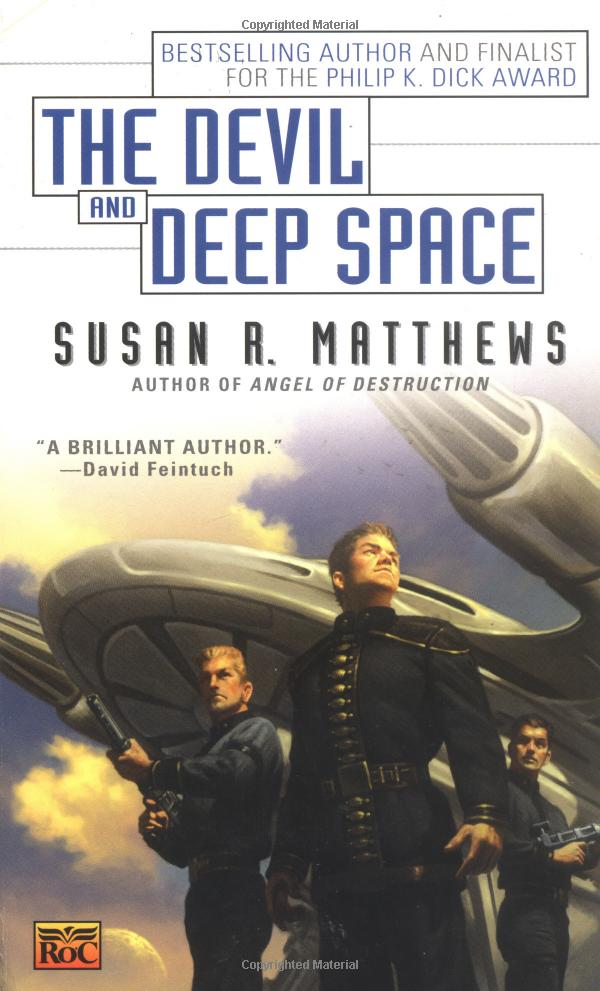 Copyrighted Material
BESTSELLING AUTHOR AND FINALIST
FOR THE PHILIP K. DICK AWARD
THE DEVIL
AND
DEEP SPACE
SUSAN R. MATTHEWS
AUTHOR OF ANGEL OF DESTRUCTION
“A BRILLIANT AUTHOR.”
—David Feintuch
ROC
Copyrighted Material